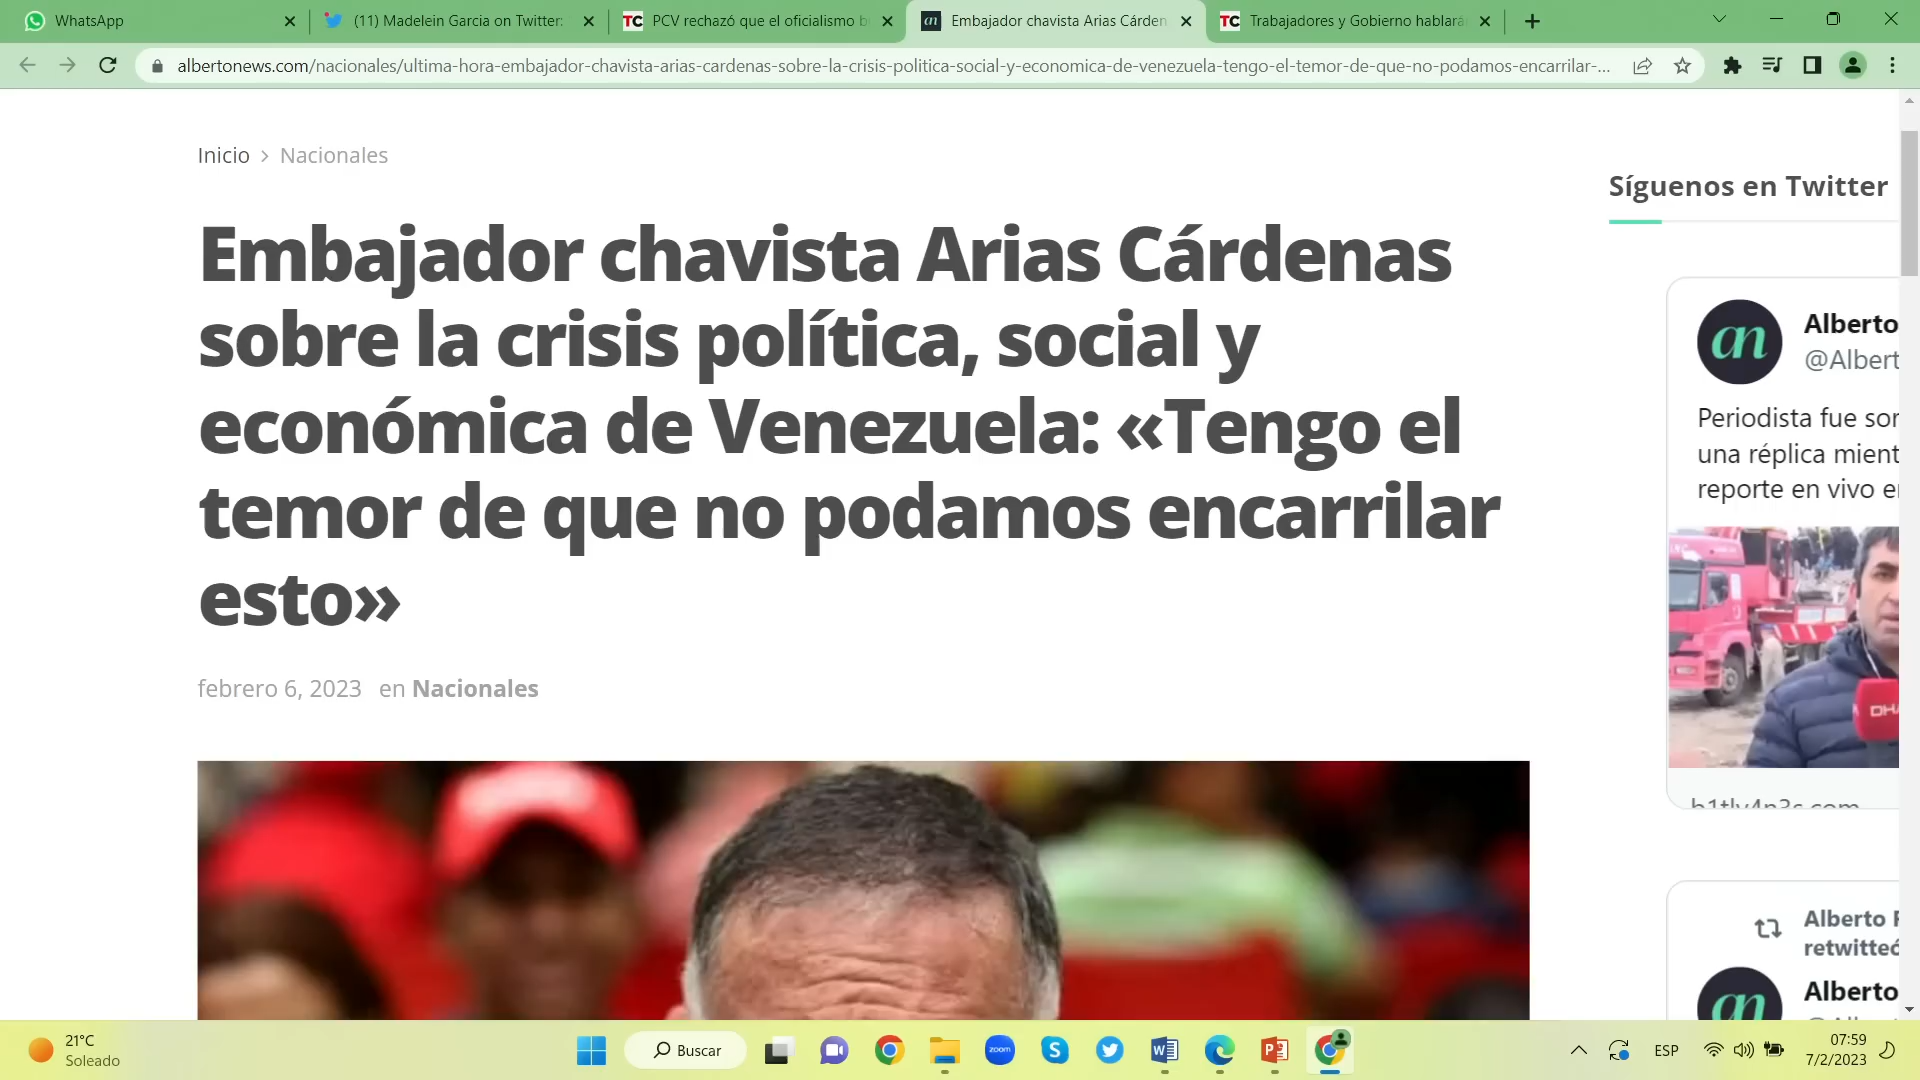 WhatsApp
(11) Madelein Garcia on Twitter:
PCV rechazó que el oficialismo b
Embajador chavista Arias Cárden
Trabajadores y Gobierno hablará
albertonews.com/nacionales/ultima-hora-embajador-chavista-arias-cardenas-sobre-la-crisis-politica-social-y-economica-de-venezuela-tengo-el-temor-de-que-no-podamos-encarrilar-...
Inicio > Nacionales
Embajador chavista Arias Cárdenas
sobre la crisis política, social y
económica de Venezuela: «Tengo el
temor de que no podamos encarrilar
esto»
febrero 6, 2023 en Nacionales
Síguenos en Twitter
an
Alberto
@Albert
Periodista fue sor
una réplica mient
reporte en vivo e
DHA
Alberto
retwitteó
an
Alberto
21°C
Soleado
Buscar
zoom
ESP
07:59
7/2/2023